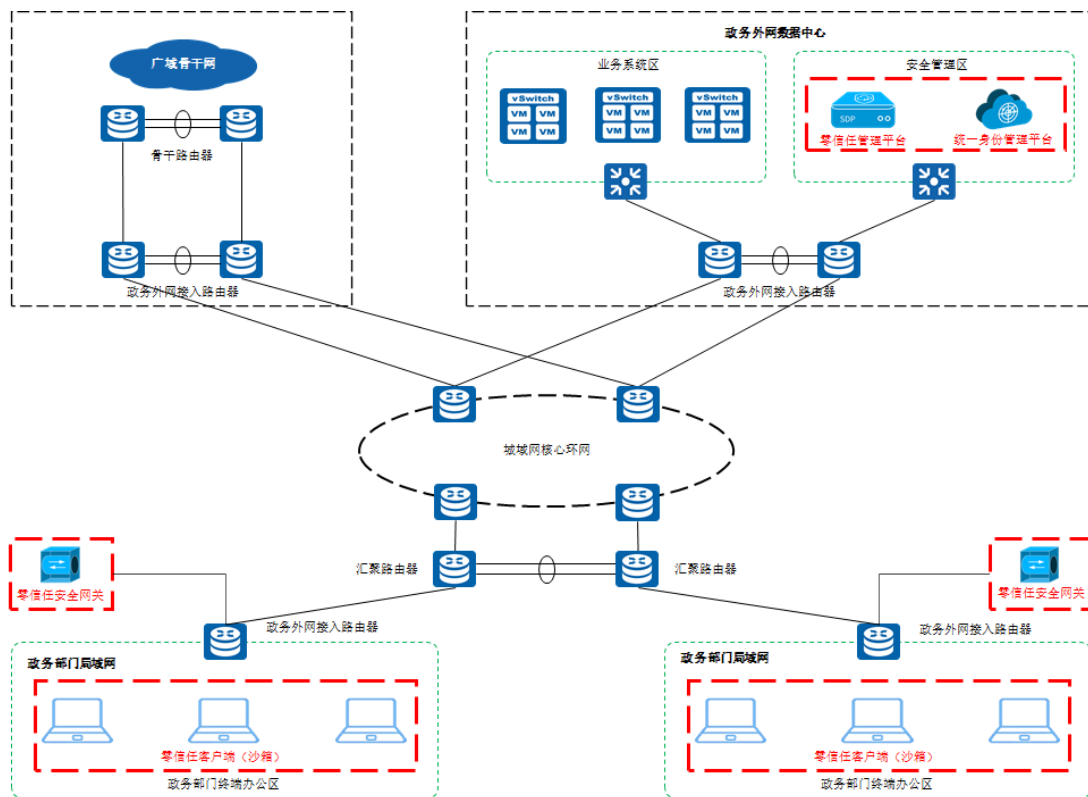 政务外网数据中心
广域骨干网
业务系统区
安全管理区
vSwitch
VM VM
VM VM
vSwitch
VM VM
VM VM
vSwitch
VM VM
VM VM
SDP
零信任管理平台
统一身份管理平台
骨干路由器
政务外网接入路由器
政务外网接入路由器
城域网核心环网
汇聚路由器
汇聚路由器
零信任安全网关
零信任安全网关
政务外网接入路由器
政务外网接入路由器
政务部门局域网
政务部门局域网
零信任客户端（沙箱）
零信任客户端（沙箱）
政务部门终端办公区
政务部门终端办公区